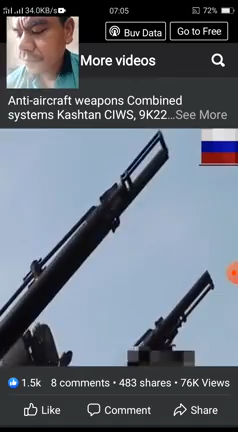 34.0KB/s 07:05 72%
Buy Data Go to Free
More videos
Anti-aircraft weapons Combined
systems Kashtan CIWS, 9K22...See More
1.5k 8 comments • 483 shares • 76K Views
Like Comment Share